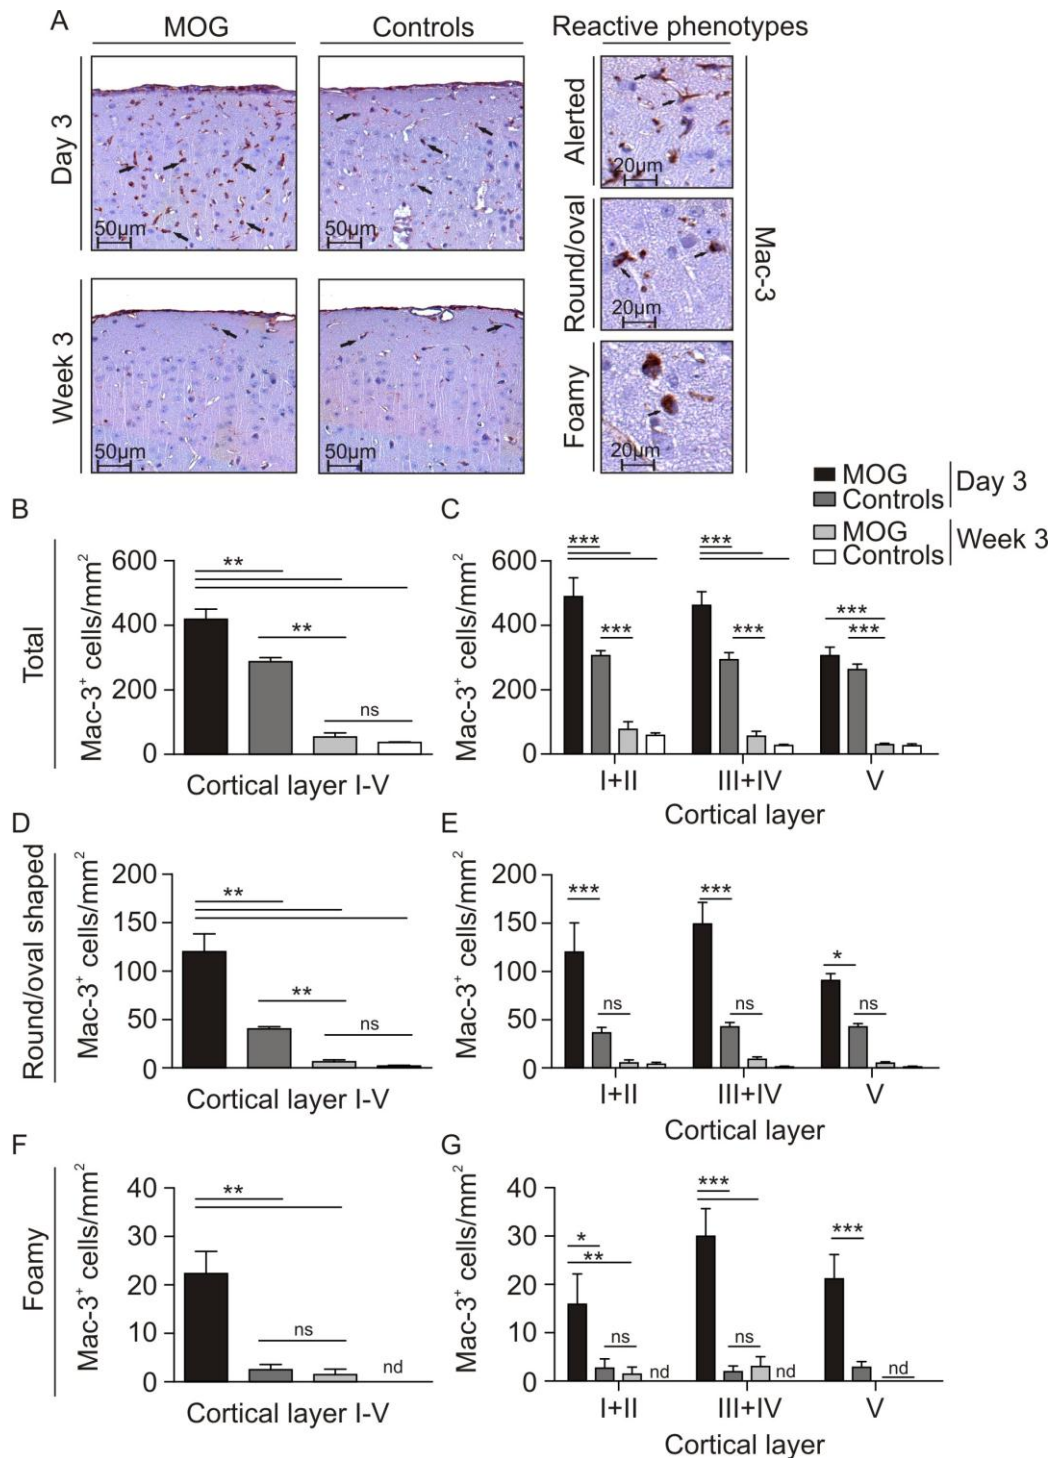 A
MOG
Controls
Reactive phenotypes
Day 3
50µm
50µm
Alerted
20µm
Round/oval
20µm
Mac-3
Week 3
50µm
50µm
Foamy
20µm
MOG
Controls
Day 3
MOG
Controls
Week 3
B
Total
Mac-3⁺ cells/mm²
600
400
200
0
**
**
ns
Cortical layer I-V
C
Mac-3⁺ cells/mm²
600
400
200
0
***
***
***
***
***
***
I+II
III+IV
V
Cortical layer
D
Round/oval shaped
Mac-3⁺ cells/mm²
200
150
100
50
0
**
**
ns
Cortical layer I-V
E
Mac-3⁺ cells/mm²
200
150
100
50
0
***
ns
***
ns
*
ns
I+II
III+IV
V
Cortical layer
F
Foamy
Mac-3⁺ cells/mm²
40
30
20
10
0
**
ns
nd
Cortical layer I-V
G
Mac-3⁺ cells/mm²
40
30
20
10
0
*
**
ns
nd
***
ns
nd
***
nd
I+II
III+IV
V
Cortical layer